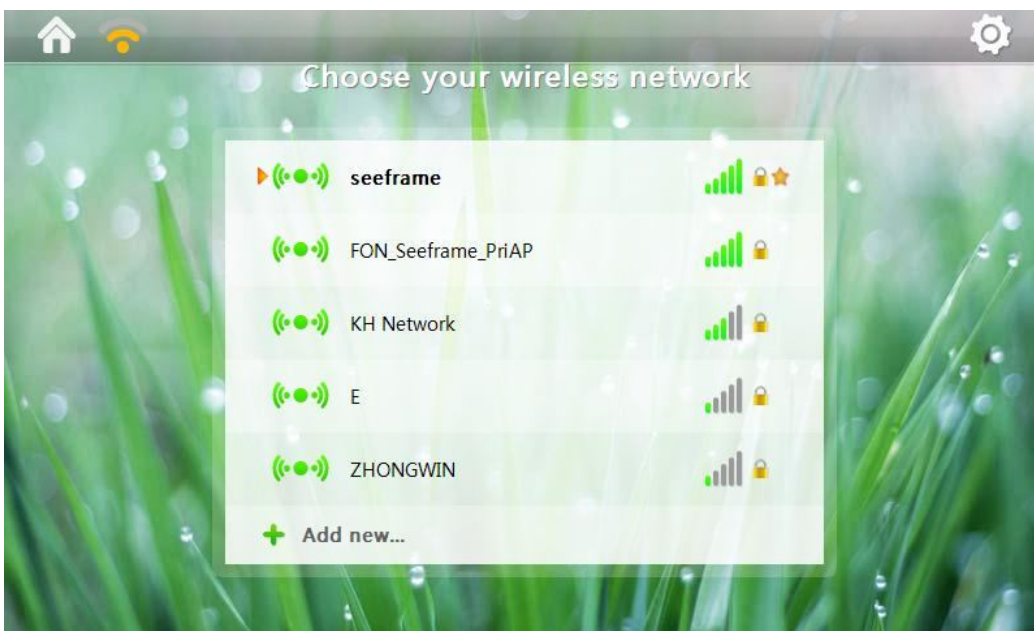 Choose your wireless network
seeframe
FON_Seeframe_PriAP
KH Network
E
ZHONGWIN
Add new...